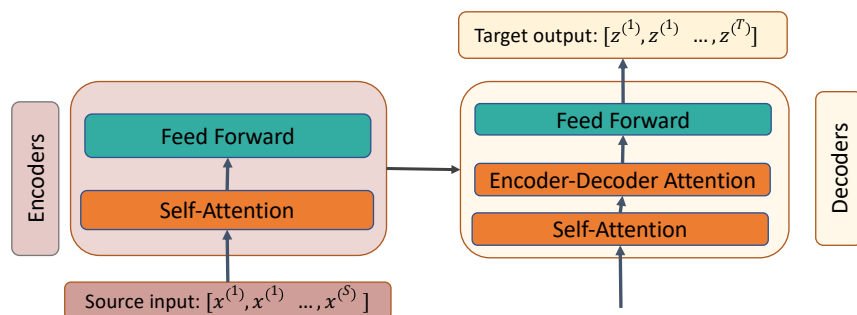 Target output: [z^(1), z^(1) …, z^(T)]
Encoders
Feed Forward
Self-Attention
Source input: [x^(1), x^(1) …, x^(S) ]
Feed Forward
Encoder-Decoder Attention
Self-Attention
Decoders